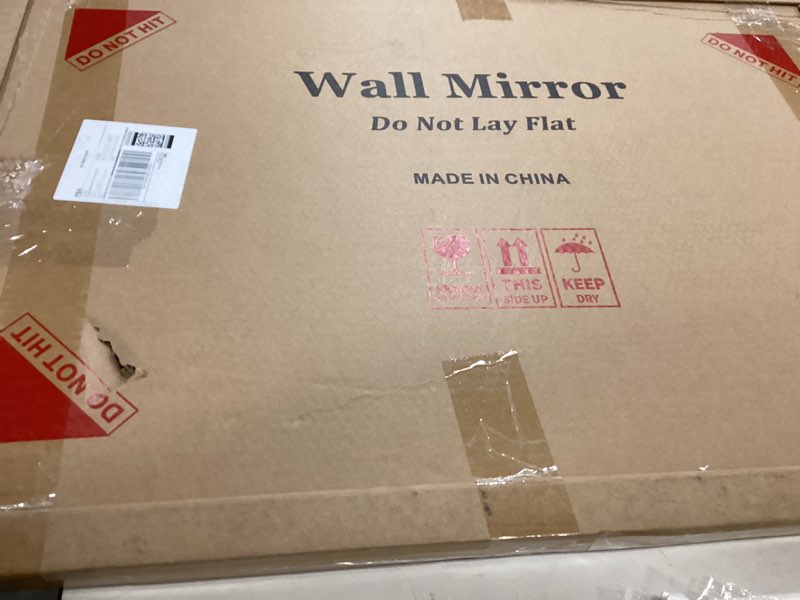 DO NOT HIT
DO NOT HIT
Wall Mirror
Do Not Lay Flat
MADE IN CHINA
THIS
SIDE UP
KEEP
DRY
DO NOT HIT